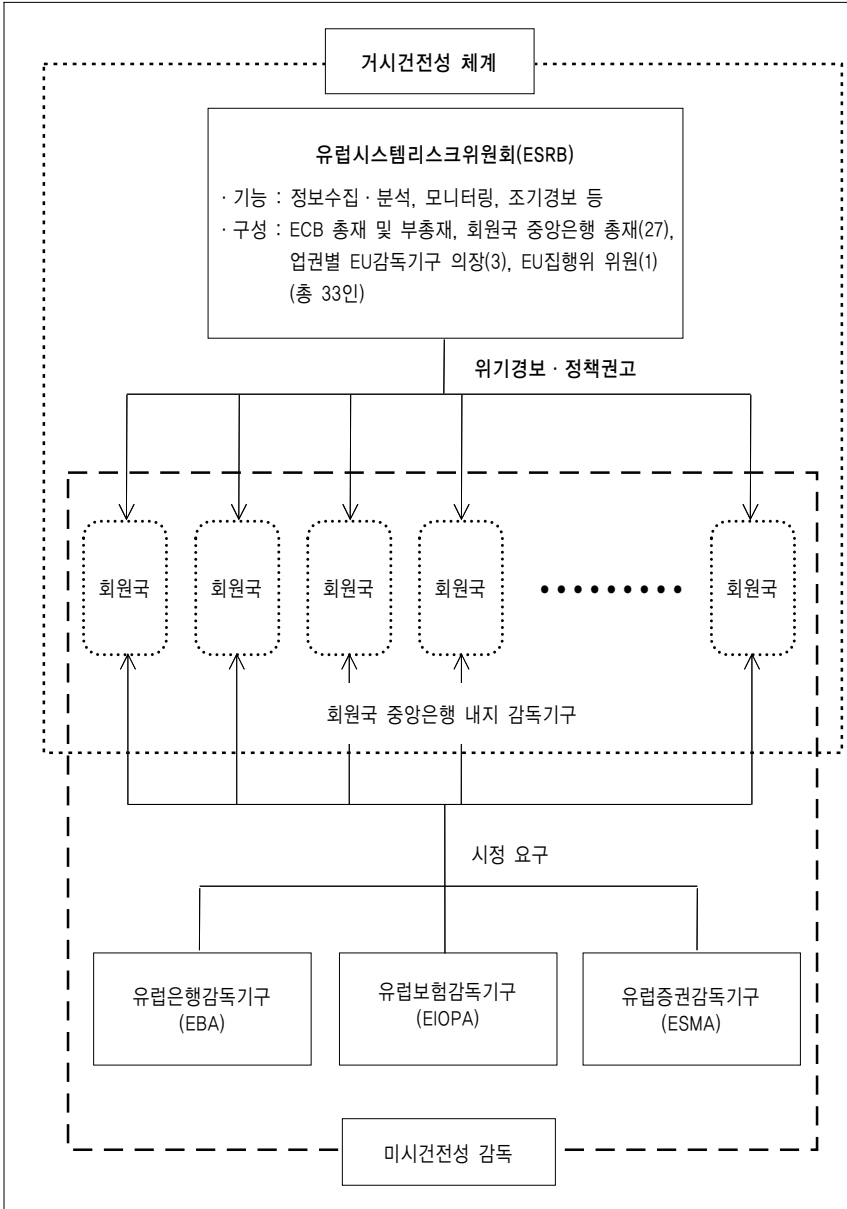 거시건전성 체계
유럽시스템리스크위원회(ESRB)
· 기능 : 정보수집 · 분석, 모니터링, 조기경보 등
· 구성 : ECB 총재 및 부총재, 회원국 중앙은행 총재(27),
업권별 EU감독기구 의장(3), EU집행위 위원(1)
(총 33인)
위기경보 · 정책권고
회원국 회원국 회원국 회원국 ••••••••• 회원국
회원국 중앙은행 내지 감독기구
시정 요구
유럽은행감독기구 유럽보험감독기구 유럽증권감독기구
(EBA) (EIOPA) (ESMA)
미시건전성 감독